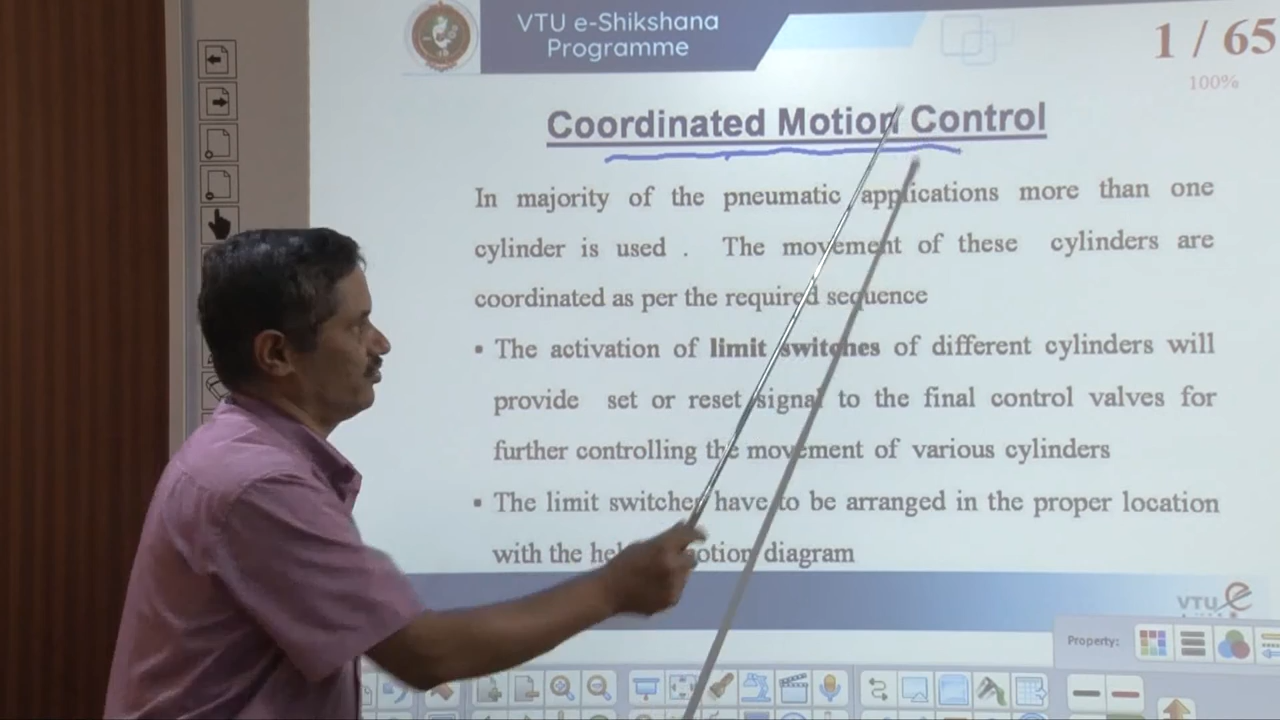 VTU e-Shikshana
Programme
1 / 65
100%
Coordinated Motion Control
In majority of the pneumatic applications more than one
cylinder is used . The movement of these cylinders are
coordinated as per the required sequence
▪ The activation of limit switches of different cylinders will
provide set or reset signal to the final control valves for
further controlling the movement of various cylinders
▪ The limit switches have to be arranged in the proper location
with the motion diagram
VTU e
Property: